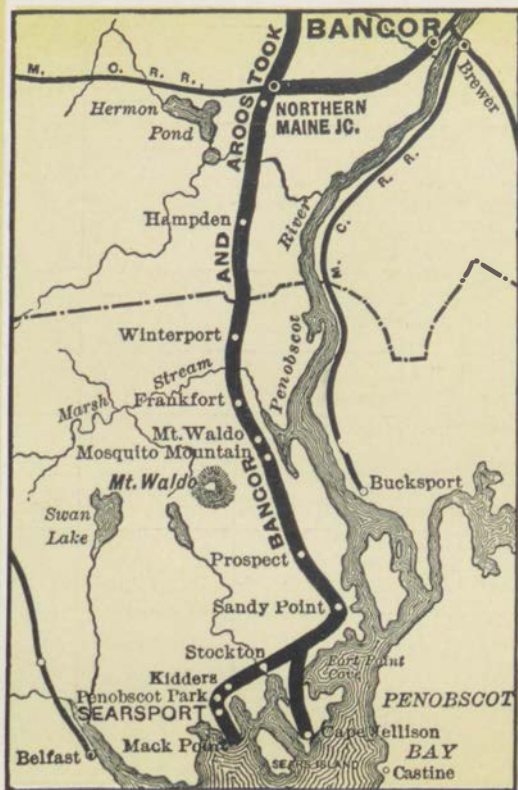 BANGOR
M. C. R. R.
Brewer
Hermon
Pond
NORTHERN
MAINE JC.
BANGOR AND AROOSTOOK
M. C. R. R.
Hampden
Penobscot River
Winterport
Marsh Stream
Frankfort
Mt. Waldo
Mosquito Mountain
Mt. Waldo
Bucksport
Swan
Lake
Prospect
Sandy Point
Stockton
Fort Point
Cove
Kidders
Penobscot Park
SEARSPORT
PENOBSCOT
BAY
Mack Point
Cape Jellison
Belfast
SEARS ISLAND
Castine